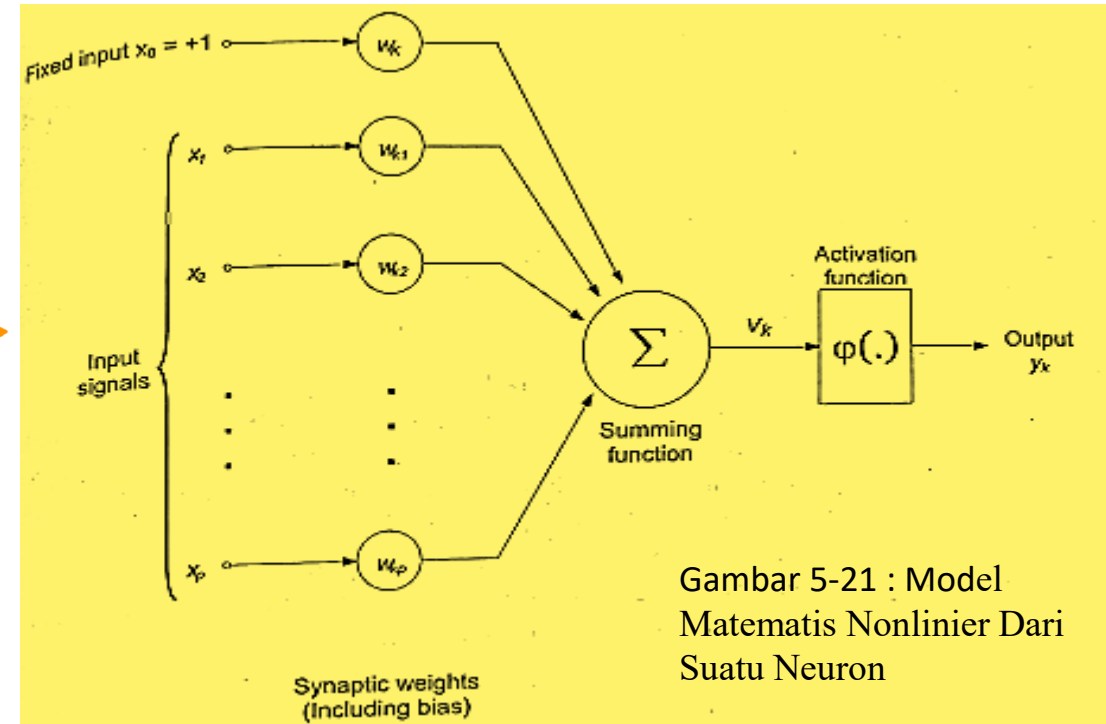 Fixed input x₀ = +1
wₖ
x₁
wₖ₁
x₂
wₖ₂
Input
signals
xₚ
wₖₚ
Σ
Summing
function
vₖ
Activation
function
φ(.)
Output
yₖ
Synaptic weights
(Including bias)
Gambar 5-21 : Model
Matematis Nonlinier Dari
Suatu Neuron